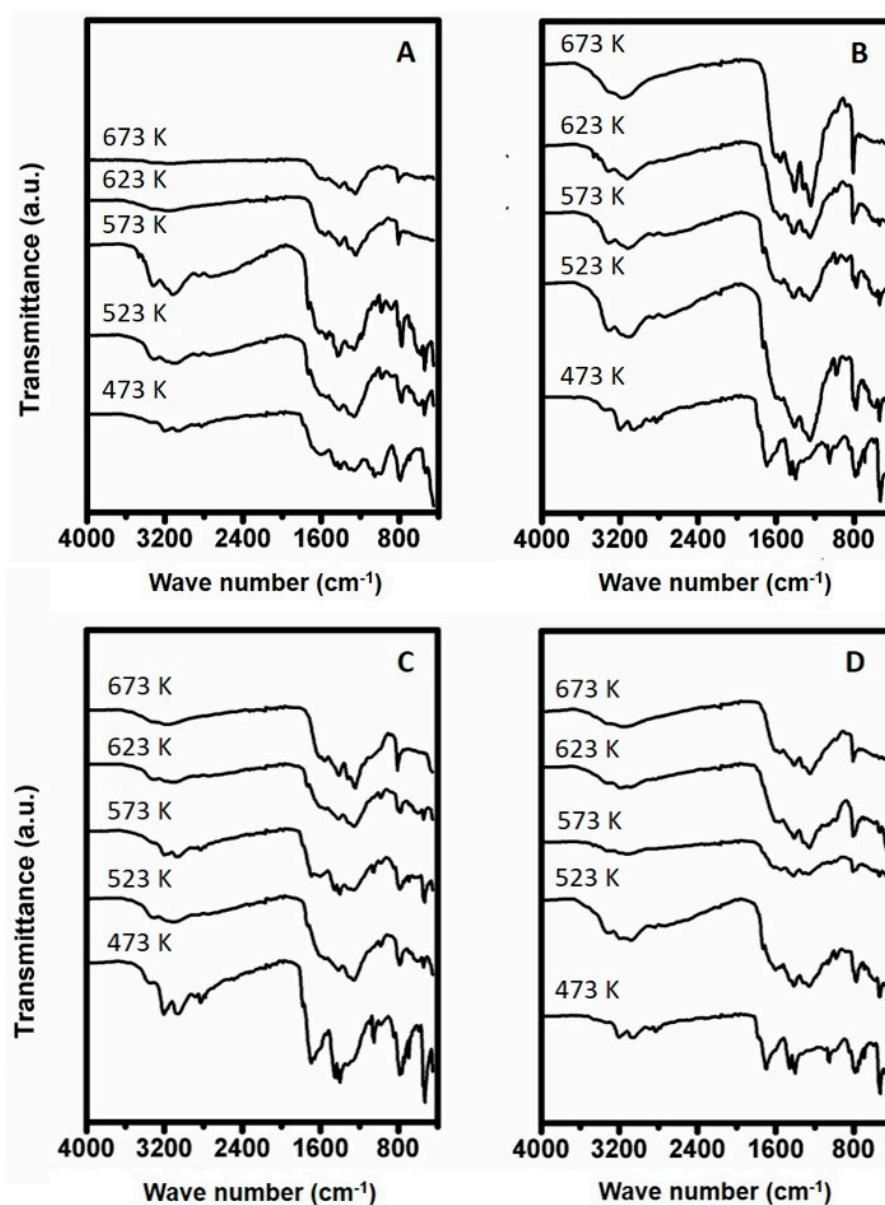 A
673 K
623 K
573 K
523 K
473 K
Transmittance (a.u.)
4000 3200 2400 1600 800
Wave number (cm⁻¹)
B
673 K
623 K
573 K
523 K
473 K
4000 3200 2400 1600 800
Wave number (cm⁻¹)
C
673 K
623 K
573 K
523 K
473 K
Transmittance (a.u.)
4000 3200 2400 1600 800
Wave number (cm⁻¹)
D
673 K
623 K
573 K
523 K
473 K
4000 3200 2400 1600 800
Wave number (cm⁻¹)